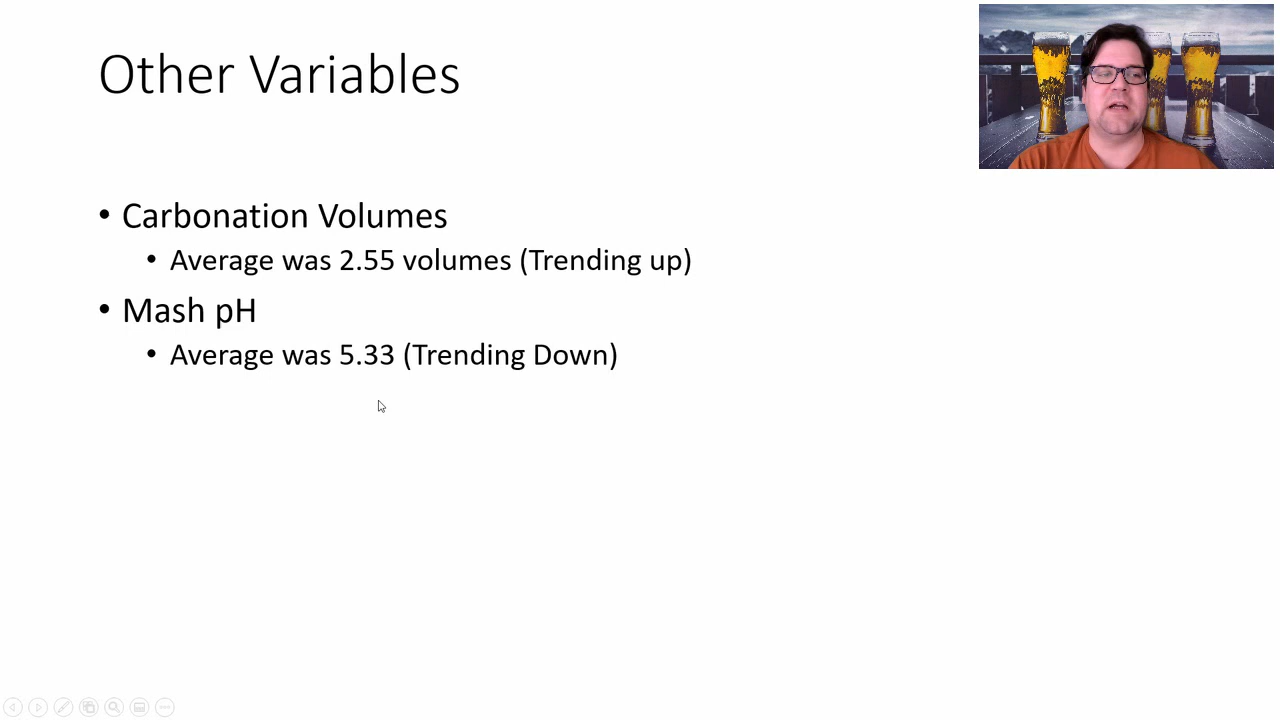 Other Variables
• Carbonation Volumes
• Average was 2.55 volumes (Trending up)
• Mash pH
• Average was 5.33 (Trending Down)